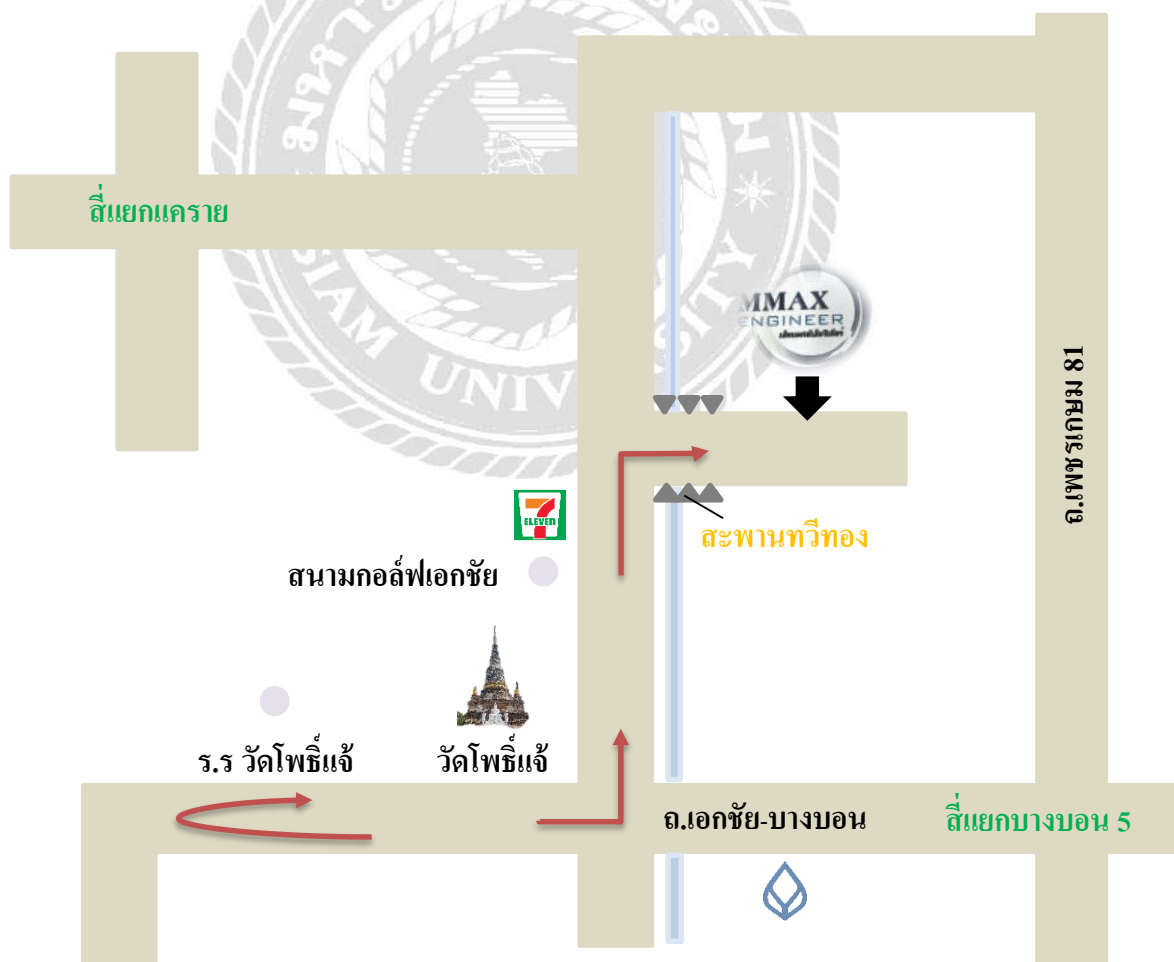 สี่แยกแคราย
MMAX
ENGINEER
ถ.เพชรเกษม 81
ELEVEN
สะพานทวีทอง
สนามกอล์ฟเอกชัย
ร.ร วัดโพธิ์แจ้
วัดโพธิ์แจ้
ถ.เอกชัย-บางบอน
สี่แยกบางบอน 5
SIAM UNIVERSITY